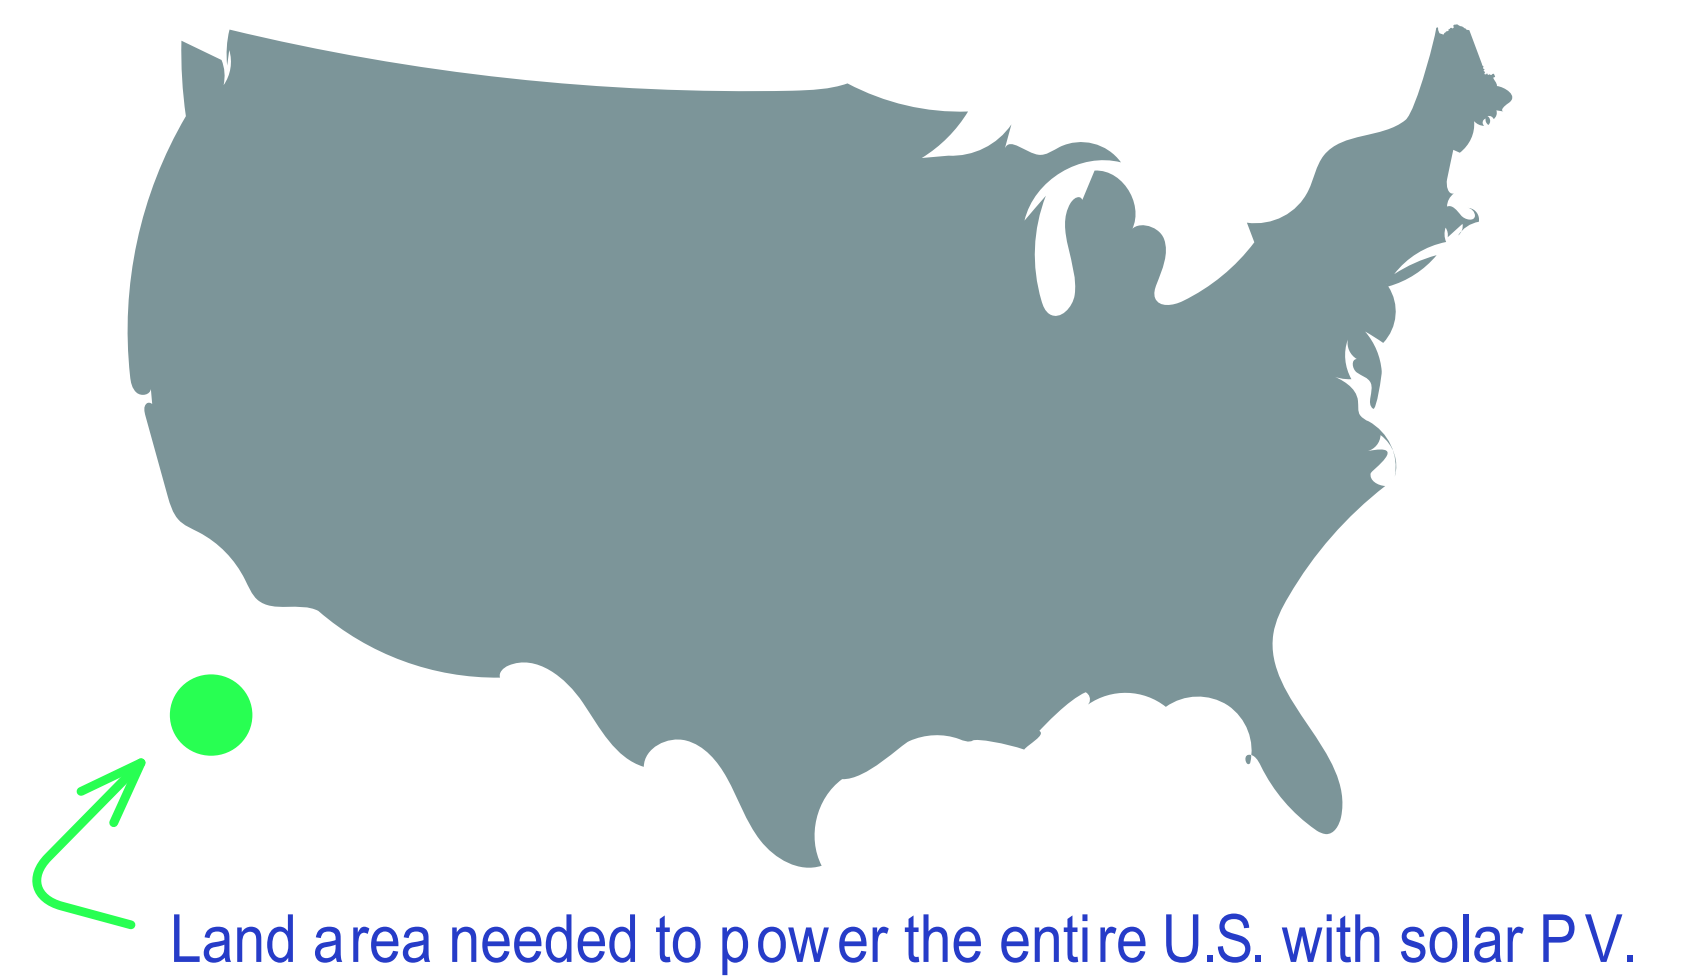 Land area needed to power the entire U.S. with solar PV.